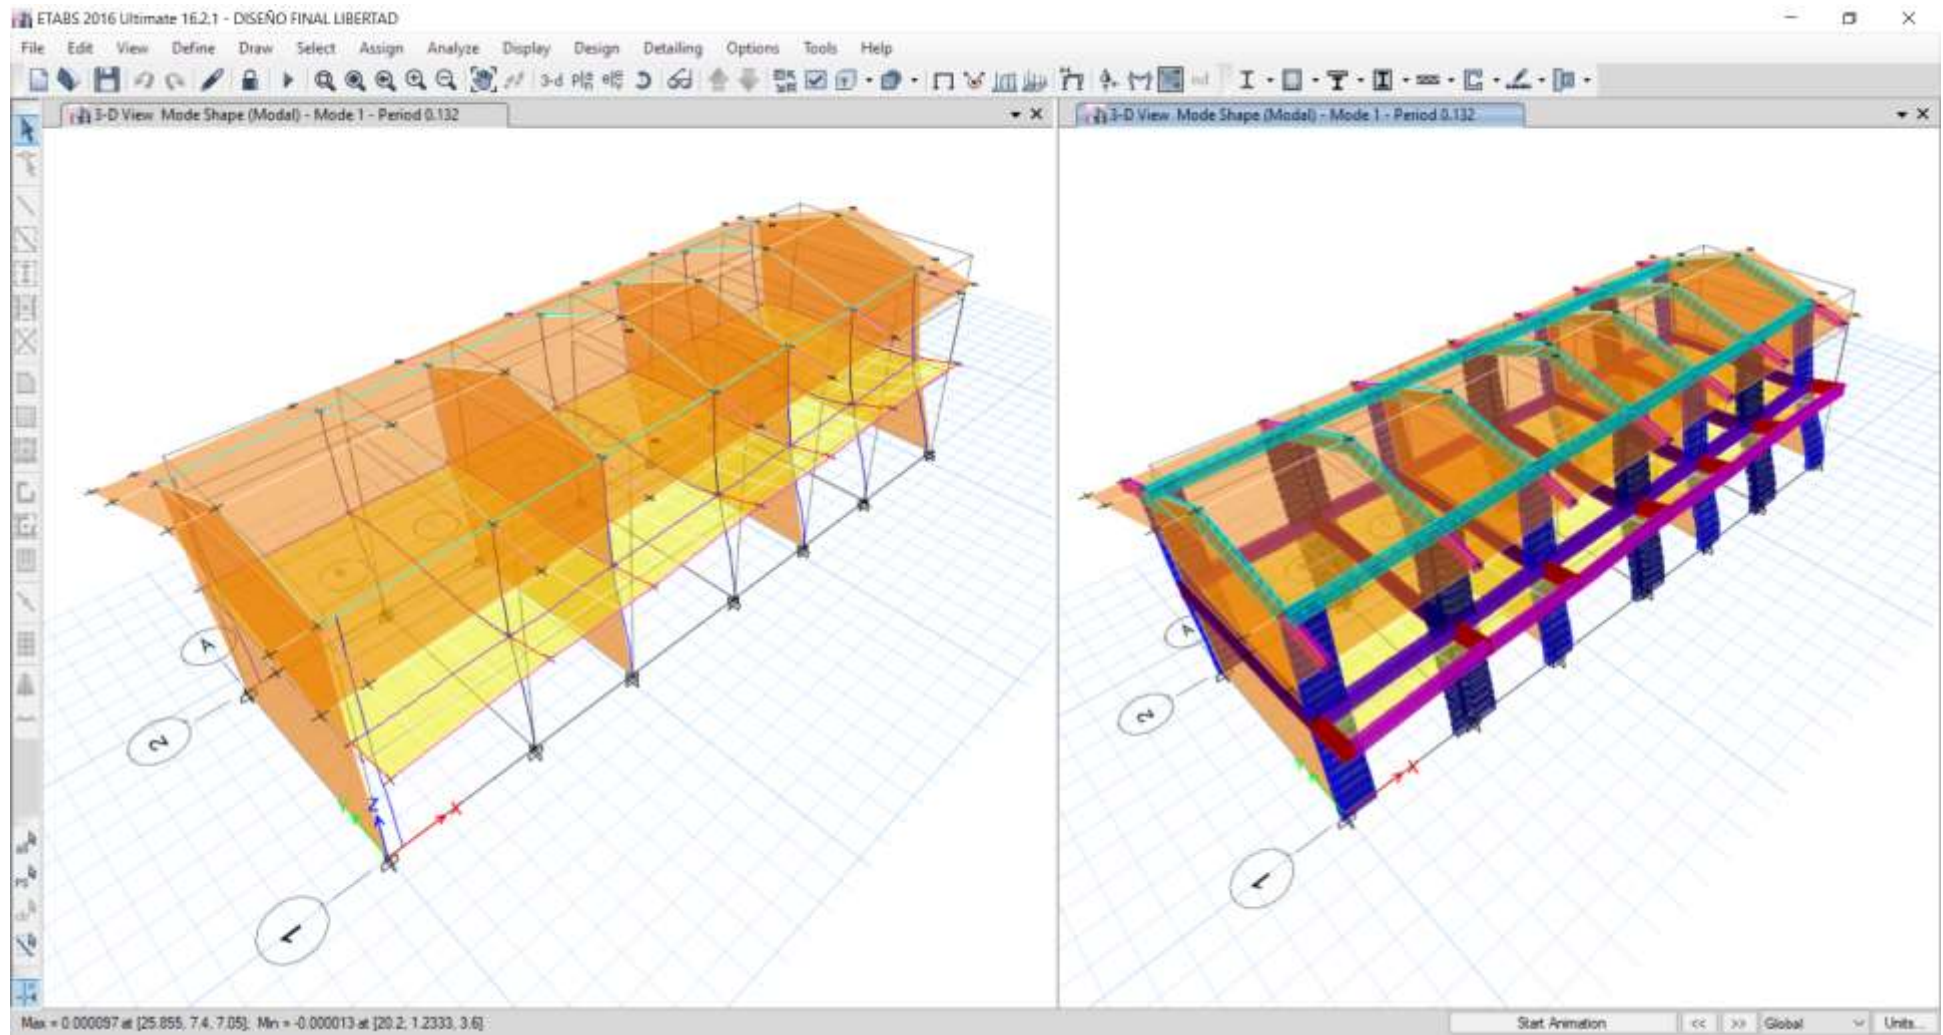 ETABS 2016 Ultimate 16.2.1 - DISEÑO FINAL LIBERTAD
File Edit View Define Draw Select Assign Analyze Display Design Detailing Options Tools Help
3-d
3-D View Mode Shape (Modal) - Mode 1 - Period 0.132
3-D View Mode Shape (Modal) - Mode 1 - Period 0.132
A
2
Z
X
1
A
2
X
1
Max = 0.000097 at [25.855, 7.4, 7.05]; Min = -0.000013 at [20.2, 1.2333, 3.6]
Start Animation << >> Global Units...